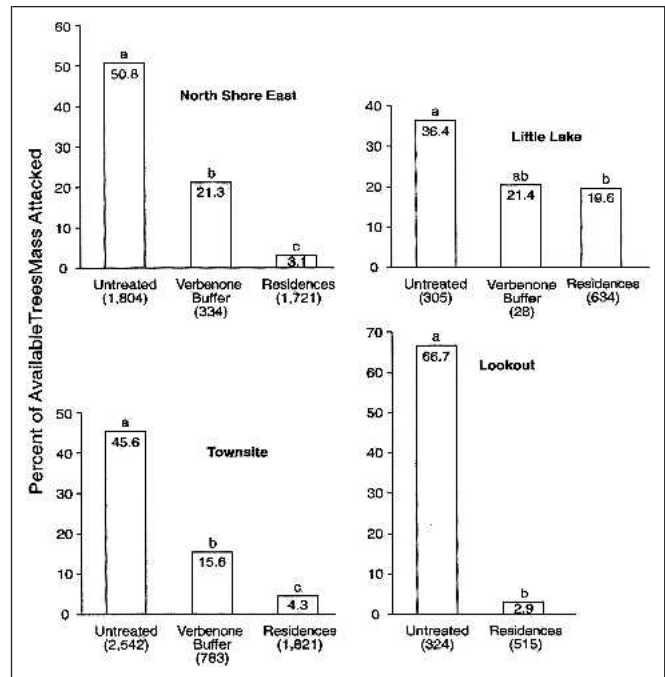 Percent of AvailableTreesMass Attacked
60
50
40
30
20
10
0
a
50.8
b
21.3
c
3.1
North Shore East
Untreated
(1,804)
Verbenone
Buffer
(334)
Residences
(1,721)
40
30
20
10
0
a
36.4
ab
21.4
b
19.6
Little Lake
Untreated
(305)
Verbenone
Buffer
(28)
Residences
(634)
50
40
30
20
10
0
a
45.6
b
15.6
c
4.3
Townsite
Untreated
(2,542)
Verbenone
Buffer
(783)
Residences
(1,821)
70
60
50
40
30
20
10
0
a
66.7
b
2.9
Lookout
Untreated
(324)
Residences
(515)